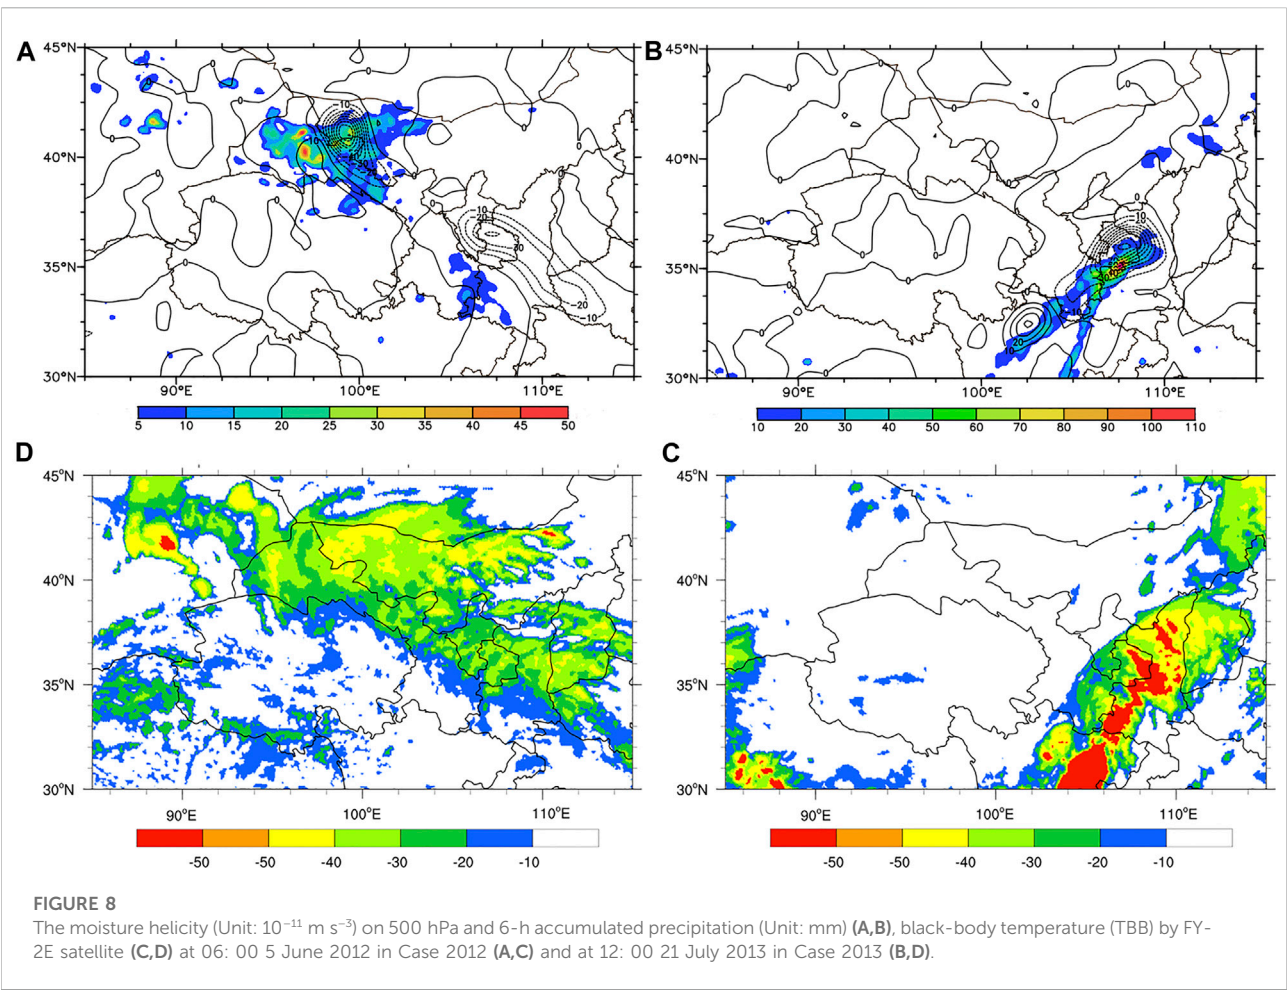 A
B
45°N
40°N
35°N
30°N
90°E 100°E 110°E
5 10 15 20 25 30 35 40 45 50
45°N
40°N
35°N
30°N
90°E 100°E 110°E
10 20 30 40 50 60 70 80 90 100 110
D
C
45°N
40°N
35°N
30°N
90°E 100°E 110°E
-50 -50 -40 -30 -20 -10
45°N
40°N
35°N
30°N
90°E 100°E 110°E
-50 -50 -40 -30 -20 -10
FIGURE 8
The moisture helicity (Unit: 10⁻¹¹ m s⁻³) on 500 hPa and 6-h accumulated precipitation (Unit: mm) (A,B), black-body temperature (TBB) by FY-
2E satellite (C,D) at 06: 00 5 June 2012 in Case 2012 (A,C) and at 12: 00 21 July 2013 in Case 2013 (B,D).